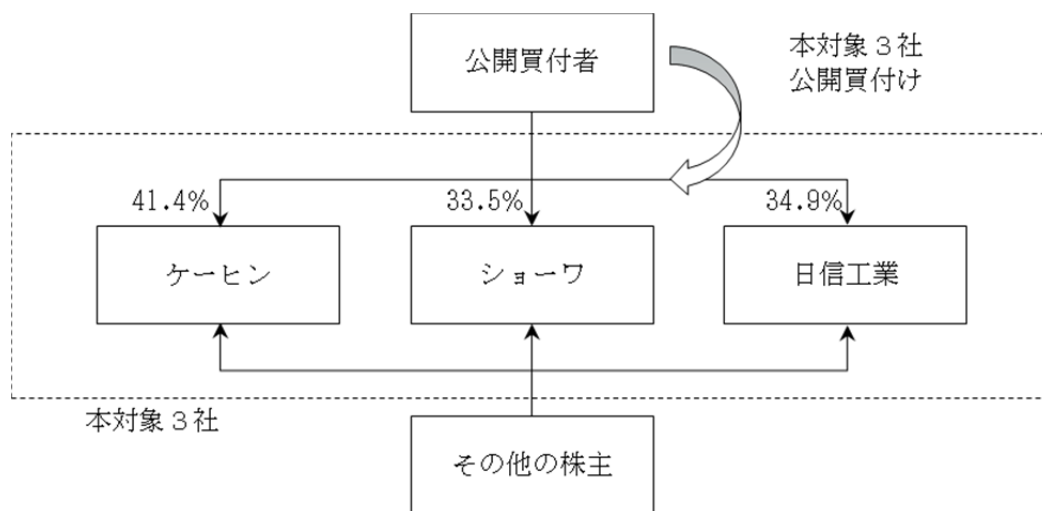 公開買付者
本対象３社
公開買付け
41.4%
33.5%
34.9%
ケーヒン
ショーワ
日信工業
本対象３社
その他の株主